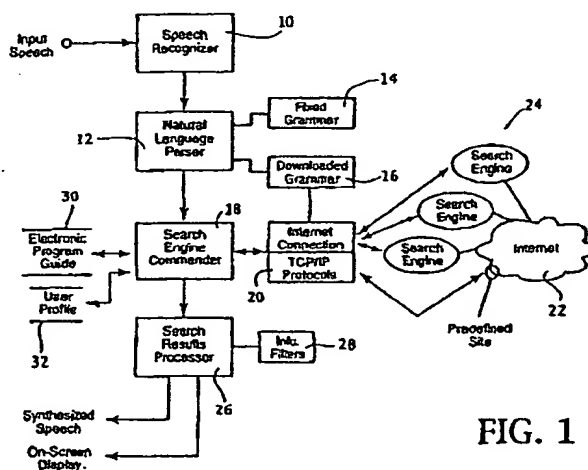 10
Input
Speech
Speech
Recognizer
14
Fixed
Grammar
12
Natural
Language
Parser
Downloaded
Grammar
16
24
Search
Engine
Search
Engine
Search
Engine
Internet
22
Predefined
Site
30
Electronic
Program
Guide
User
Profile
32
18
Search
Engine
Commander
Internet
Connection
TCP/IP
Protocols
20
Search
Results
Processor
26
Info.
Filters
28
Synthesized
Speech
On-Screen
Display.
FIG. 1